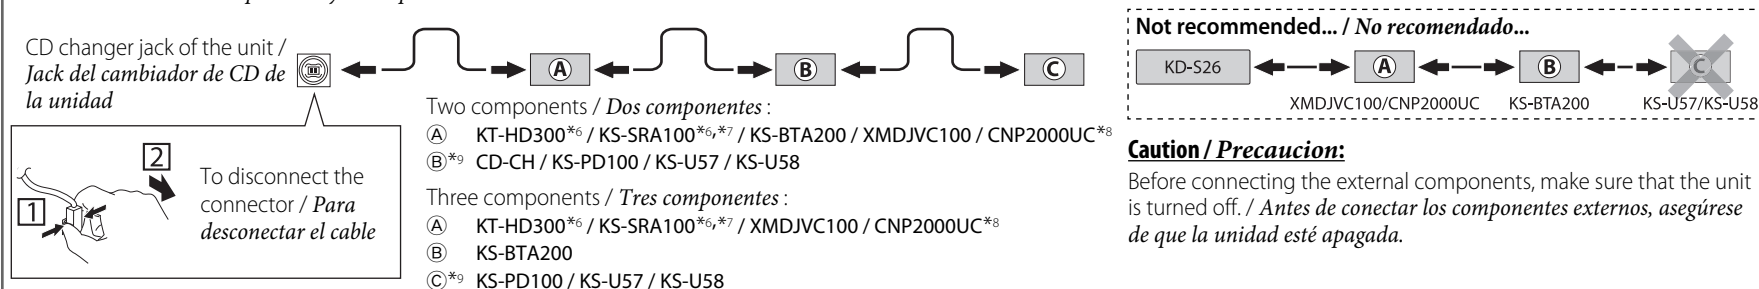 CD changer jack of the unit /
Jack del cambiador de CD de
la unidad
Ⓐ
Ⓑ
Ⓒ
2
1
To disconnect the
connector / Para
desconectar el cable
Two components / Dos componentes :
Ⓐ KT-HD300*6 / KS-SRA100*6,*7 / KS-BTA200 / XMDJVC100 / CNP2000UC*8
Ⓑ*9 CD-CH / KS-PD100 / KS-U57 / KS-U58
Three components / Tres componentes :
Ⓐ KT-HD300*6 / KS-SRA100*6,*7 / XMDJVC100 / CNP2000UC*8
Ⓑ KS-BTA200
Ⓒ*9 KS-PD100 / KS-U57 / KS-U58
Not recommended... / No recomendado...
KD-S26
Ⓐ
Ⓑ
Ⓒ
XMDJVC100/CNP2000UC KS-BTA200 KS-U57/KS-U58
Caution / Precaucion:
Before connecting the external components, make sure that the unit
is turned off. / Antes de conectar los componentes externos, asegúrese
de que la unidad esté apagada.